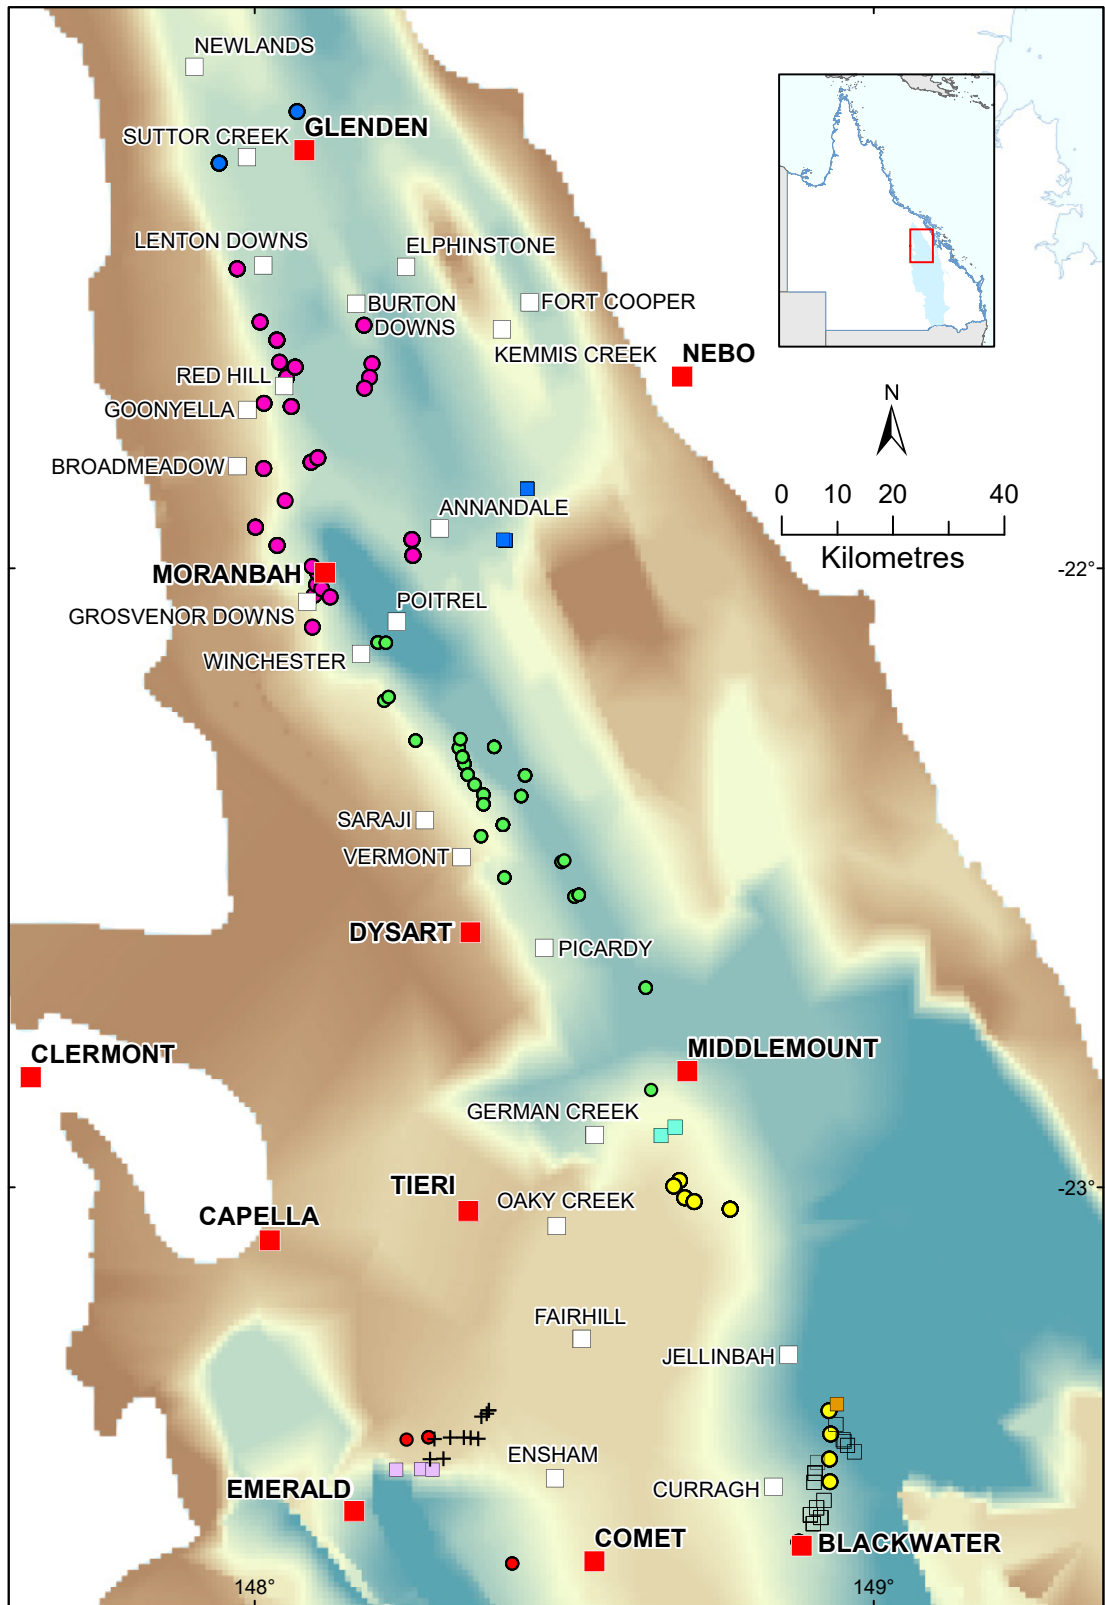 NEWLANDS
SUTTOR CREEK
GLENDEN
LENTON DOWNS
ELPHINSTONE
BURTON
DOWNS
FORT COOPER
KEMMIS CREEK
NEBO
RED HILL
GOONYELLA
N
BROADMEADOW
0 10 20 40
Kilometres
ANNANDALE
MORANBAH
-22°
GROSVENOR DOWNS
POITREL
WINCHESTER
SARAJI
VERMONT
DYSART
PICARDY
CLERMONT
MIDDLEMOUNT
GERMAN CREEK
TIERI
OAKY CREEK
-23°
CAPELLA
FAIRHILL
JELLINBAH
ENSHAM
EMERALD
CURRAGH
COMET
BLACKWATER
148°
149°